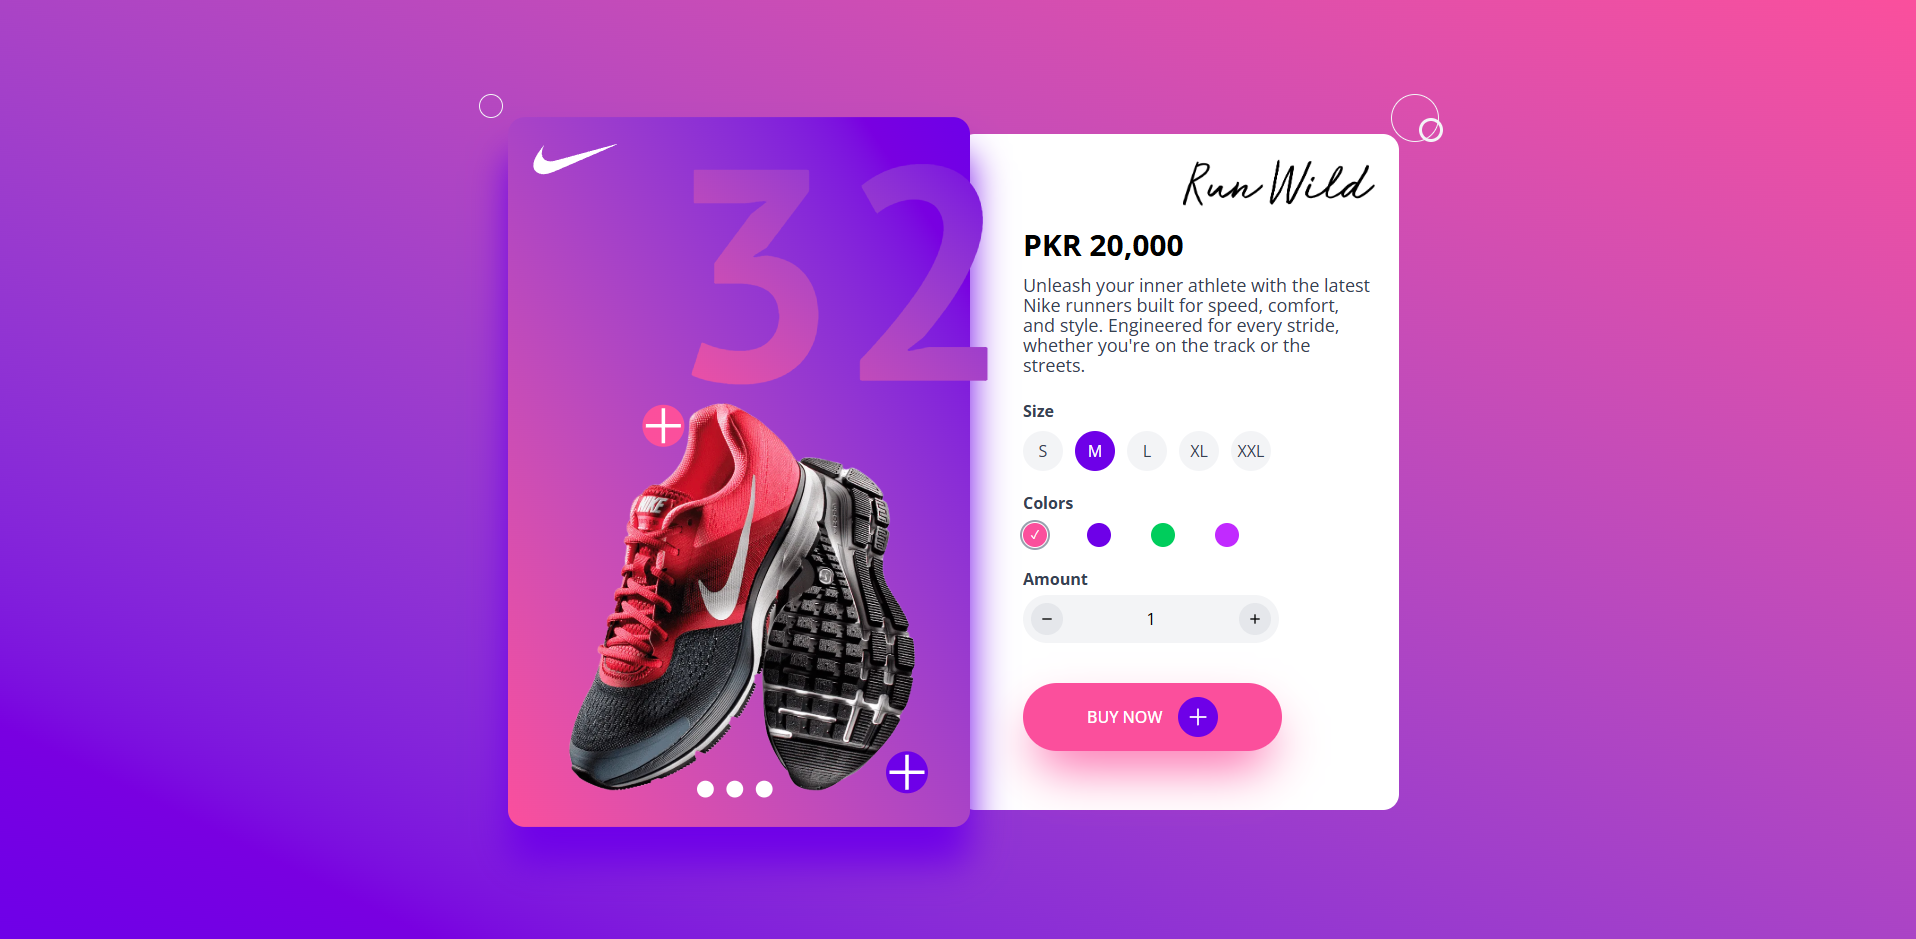 32
NIKE
Run Wild
PKR 20,000
Unleash your inner athlete with the latest
Nike runners built for speed, comfort,
and style. Engineered for every stride,
whether you're on the track or the
streets.
Size
S M L XL XXL
Colors
✓
Amount
− 1 +
BUY NOW +